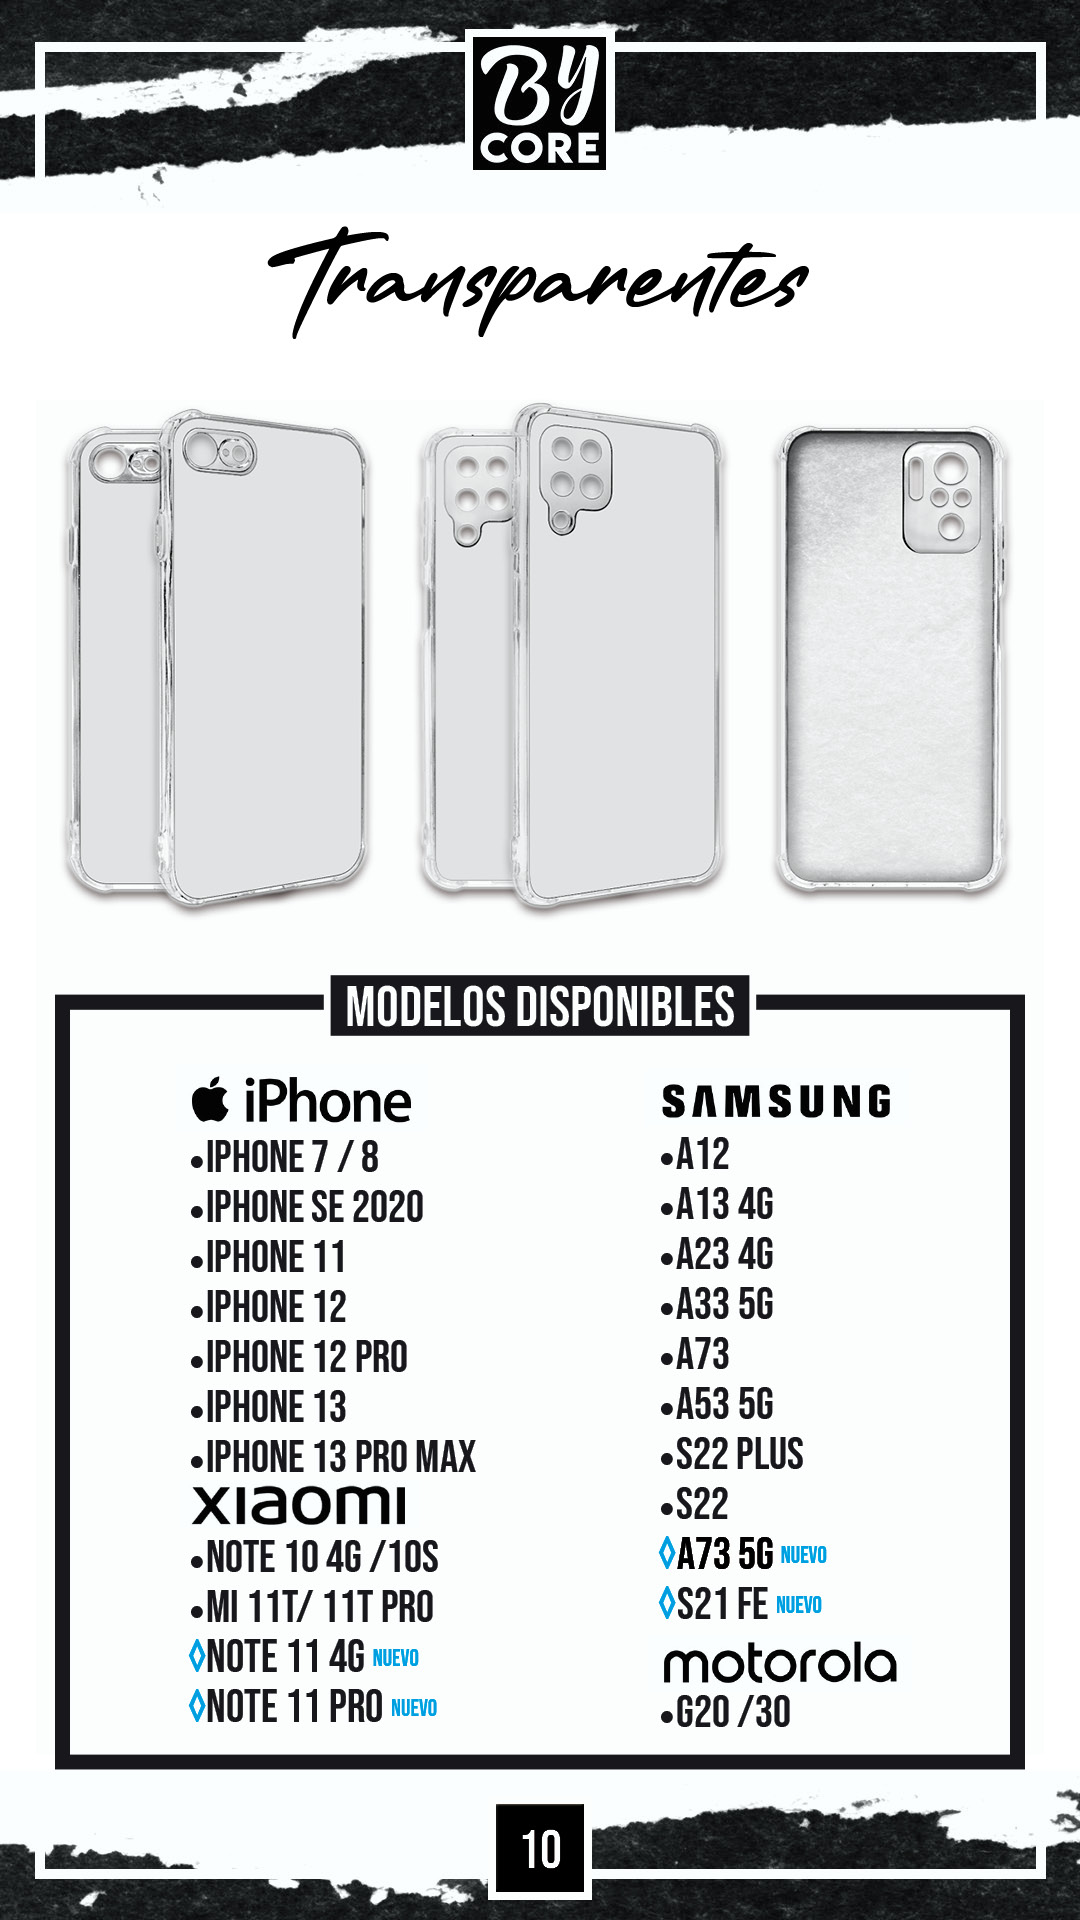 By
CORE
Transparentes
MODELOS DISPONIBLES
iPhone
•IPHONE 7 / 8
•IPHONE SE 2020
•IPHONE 11
•IPHONE 12
•IPHONE 12 PRO
•IPHONE 13
•IPHONE 13 PRO MAX
xiaomi
•NOTE 10 4G /10S
•MI 11T/ 11T PRO
◊NOTE 11 4G NUEVO
◊NOTE 11 PRO NUEVO
SAMSUNG
•A12
•A13 4G
•A23 4G
•A33 5G
•A73
•A53 5G
•S22 PLUS
•S22
◊A73 5G NUEVO
◊S21 FE NUEVO
motorola
•G20 /30
10